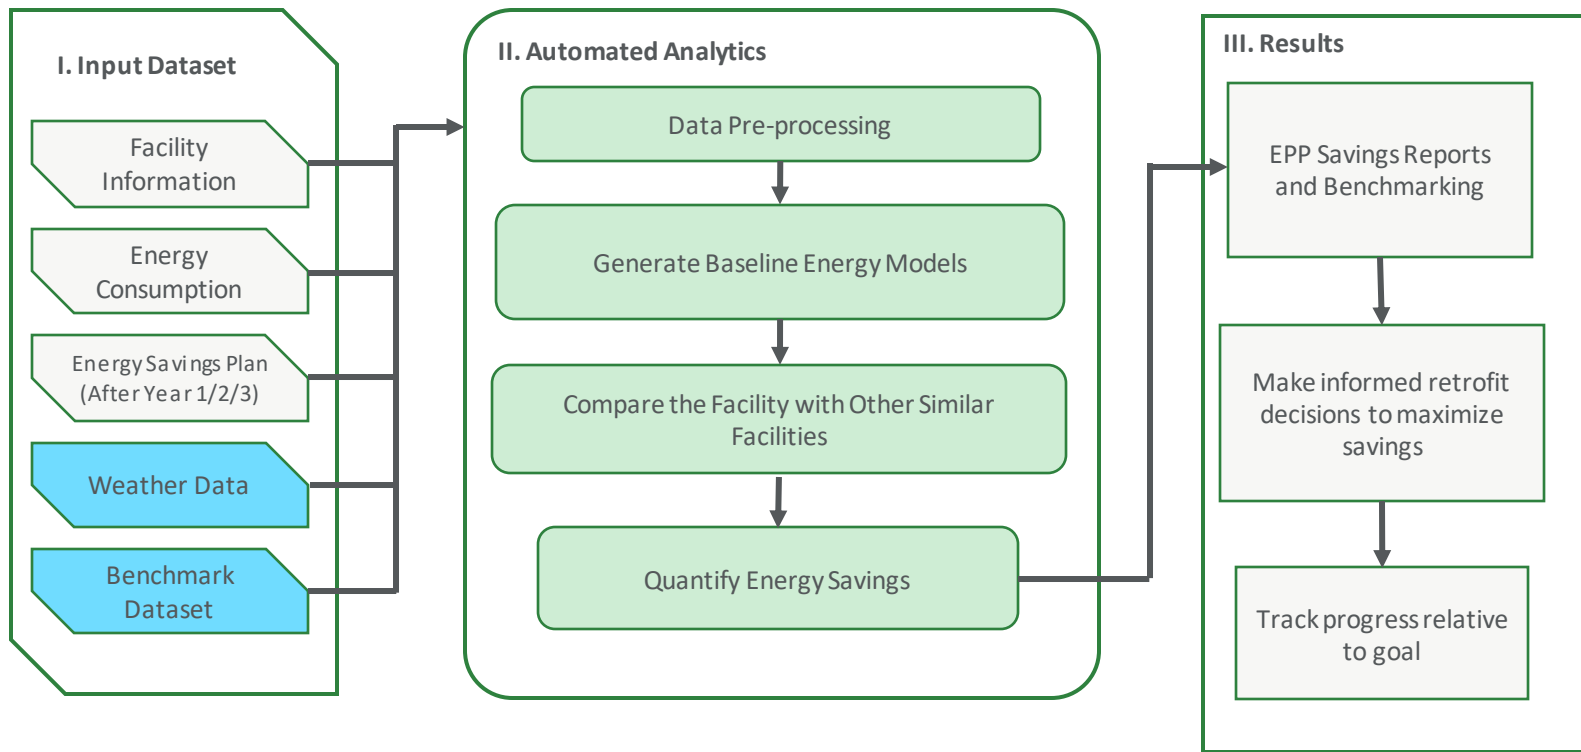 I. Input Dataset
Facility
Information
Energy
Consumption
Energy Savings Plan
(After Year 1/2/3)
Weather Data
Benchmark
Dataset
II. Automated Analytics
Data Pre-processing
Generate Baseline Energy Models
Compare the Facility with Other Similar
Facilities
Quantify Energy Savings
III. Results
EPP Savings Reports
and Benchmarking
Make informed retrofit
decisions to maximize
savings
Track progress relative
to goal